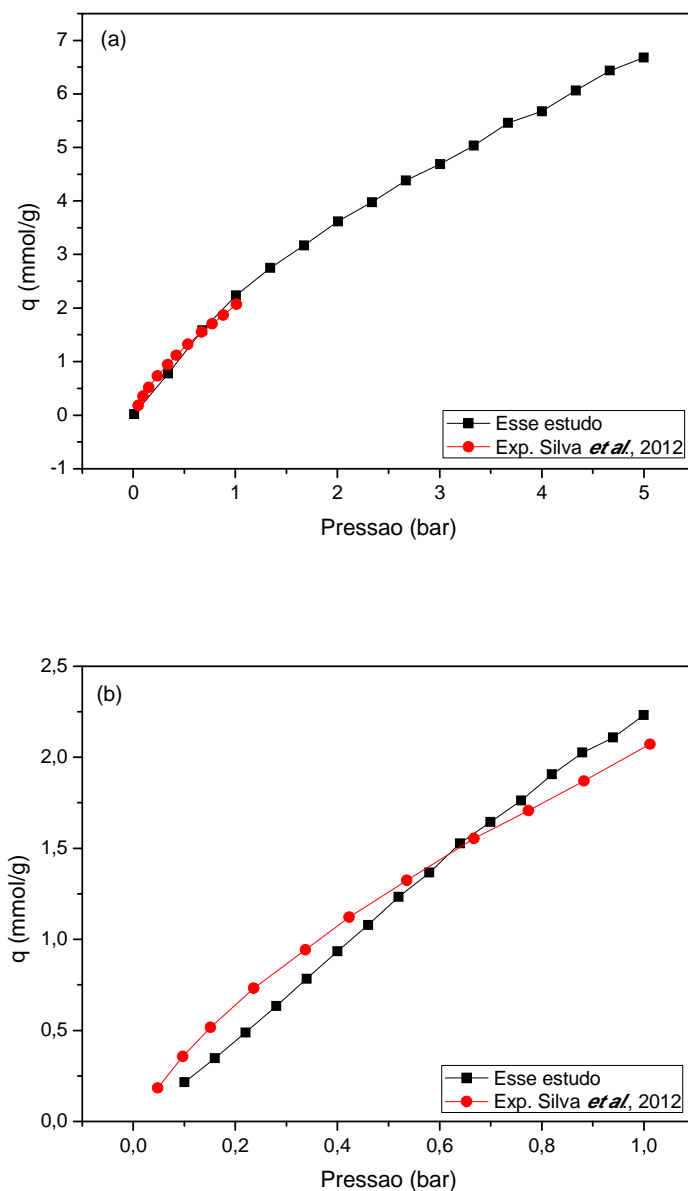 (a)
7
6
5
4
3
2
1
0
-1
q (mmol/g)
0 1 2 3 4 5
Pressao (bar)
Esse estudo
Exp. Silva et al., 2012
(b)
2,5
2,0
1,5
1,0
0,5
0,0
q (mmol/g)
0,0 0,2 0,4 0,6 0,8 1,0
Pressao (bar)
Esse estudo
Exp. Silva et al., 2012